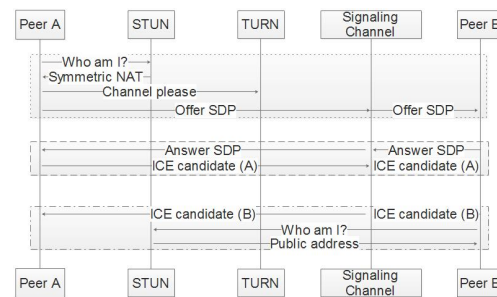 Peer A
STUN
TURN
Signaling
Channel
Peer B
Who am I?
Symmetric NAT
Channel please
Offer SDP
Offer SDP
Answer SDP
Answer SDP
ICE candidate (A)
ICE candidate (A)
ICE candidate (B)
ICE candidate (B)
Who am I?
Public address
Peer A
STUN
TURN
Signaling
Channel
Peer B